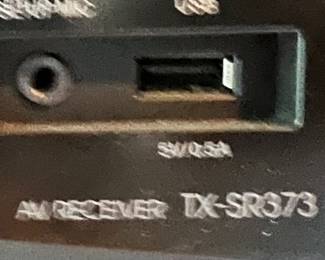 USB
5V/0.5A
AV RECEIVER TX-SR373